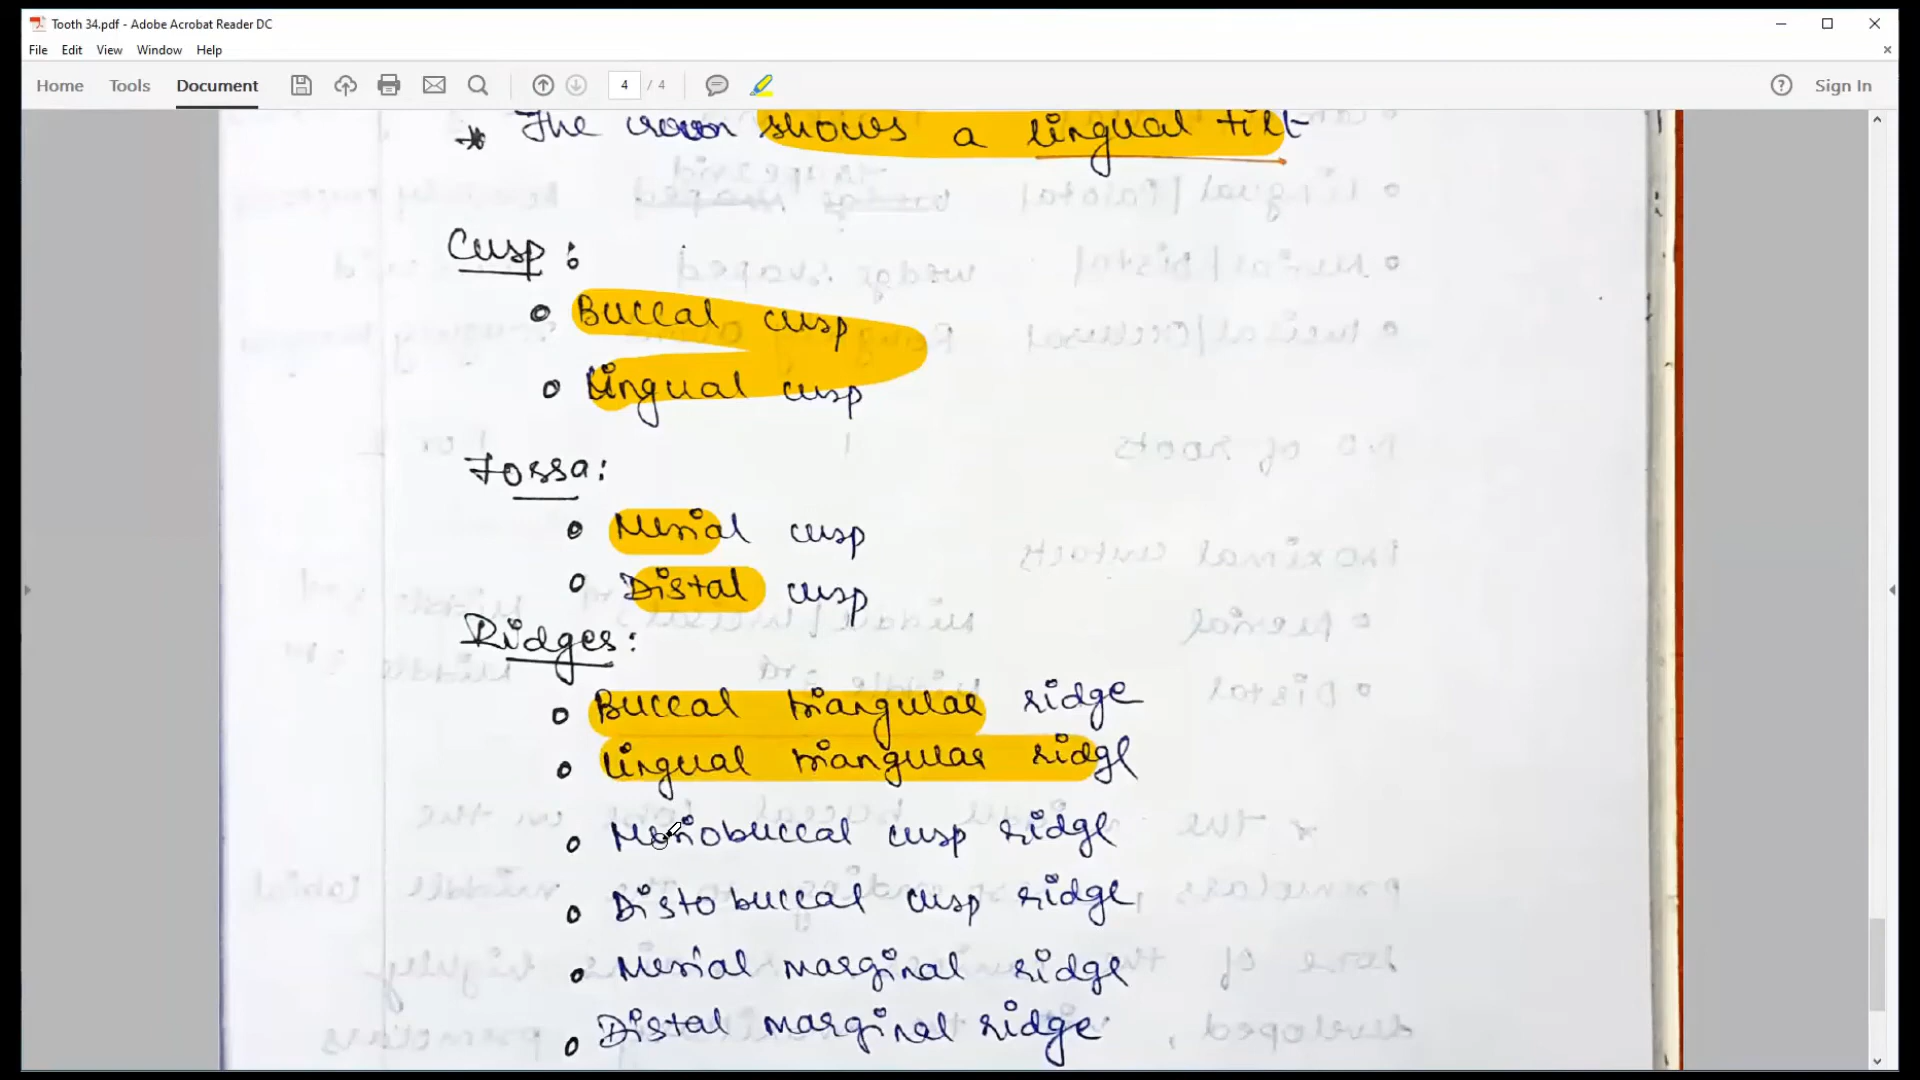 Tooth 34.pdf - Adobe Acrobat Reader DC
File Edit View Window Help
Home Tools Document 4 / 4 Sign In
* The crown shows a lingual tilt
Cusp :
o Buccal cusp
o Lingual cusp
Fossa :
o Mesial cusp
o Distal cusp
Ridges :
o Buccal triangular ridge
o Lingual triangular ridge
o Mesiobuccal cusp ridge
o Distobuccal cusp ridge
o Mesial marginal ridge
o Distal marginal ridge